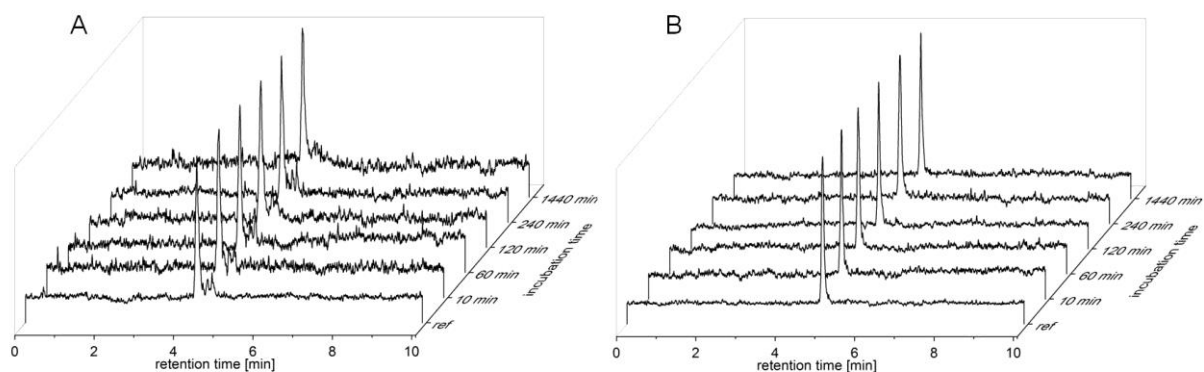 A
B
1440 min
240 min
120 min
60 min
10 min
ref
incubation time
0 2 4 6 8 10
retention time [min]
1440 min
240 min
120 min
60 min
10 min
ref
incubation time
0 2 4 6 8 10
retention time [min]